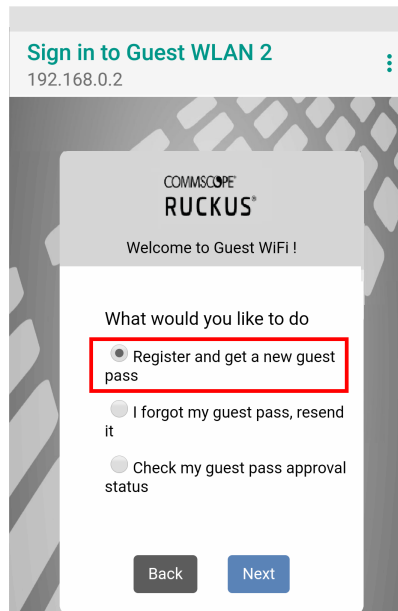 Sign in to Guest WLAN 2
192.168.0.2
COMMSCOPE®
RUCKUS®
Welcome to Guest WiFi !
What would you like to do
Register and get a new guest
pass
I forgot my guest pass, resend
it
Check my guest pass approval
status
Back Next